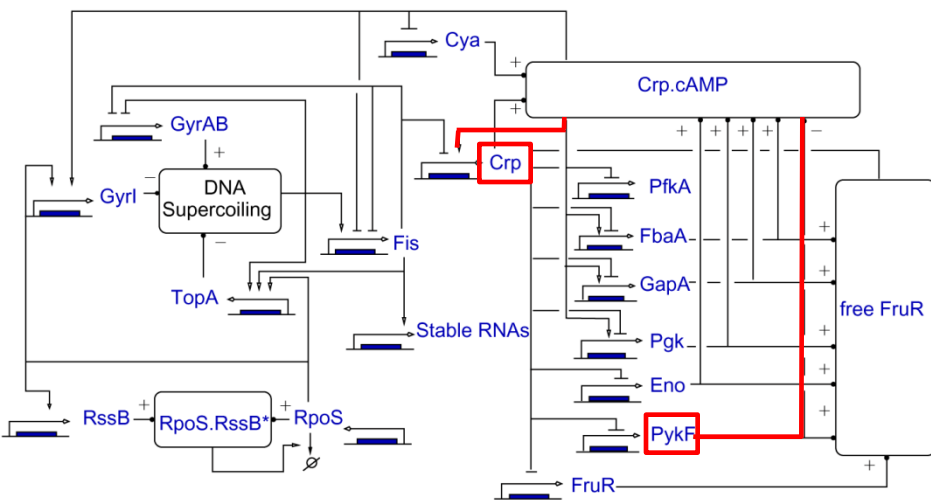 Cya
Crp.cAMP
GyrAB
Crp
PfkA
GyrI
DNA
Supercoiling
Fis
FbaA
GapA
TopA
free FruR
Stable RNAs
Pgk
Eno
RssB
RpoS.RssB*
RpoS
PykF
FruR
+
+
+
+
+
+
−
+
−
−
+
+
+
+
+
+
+
+